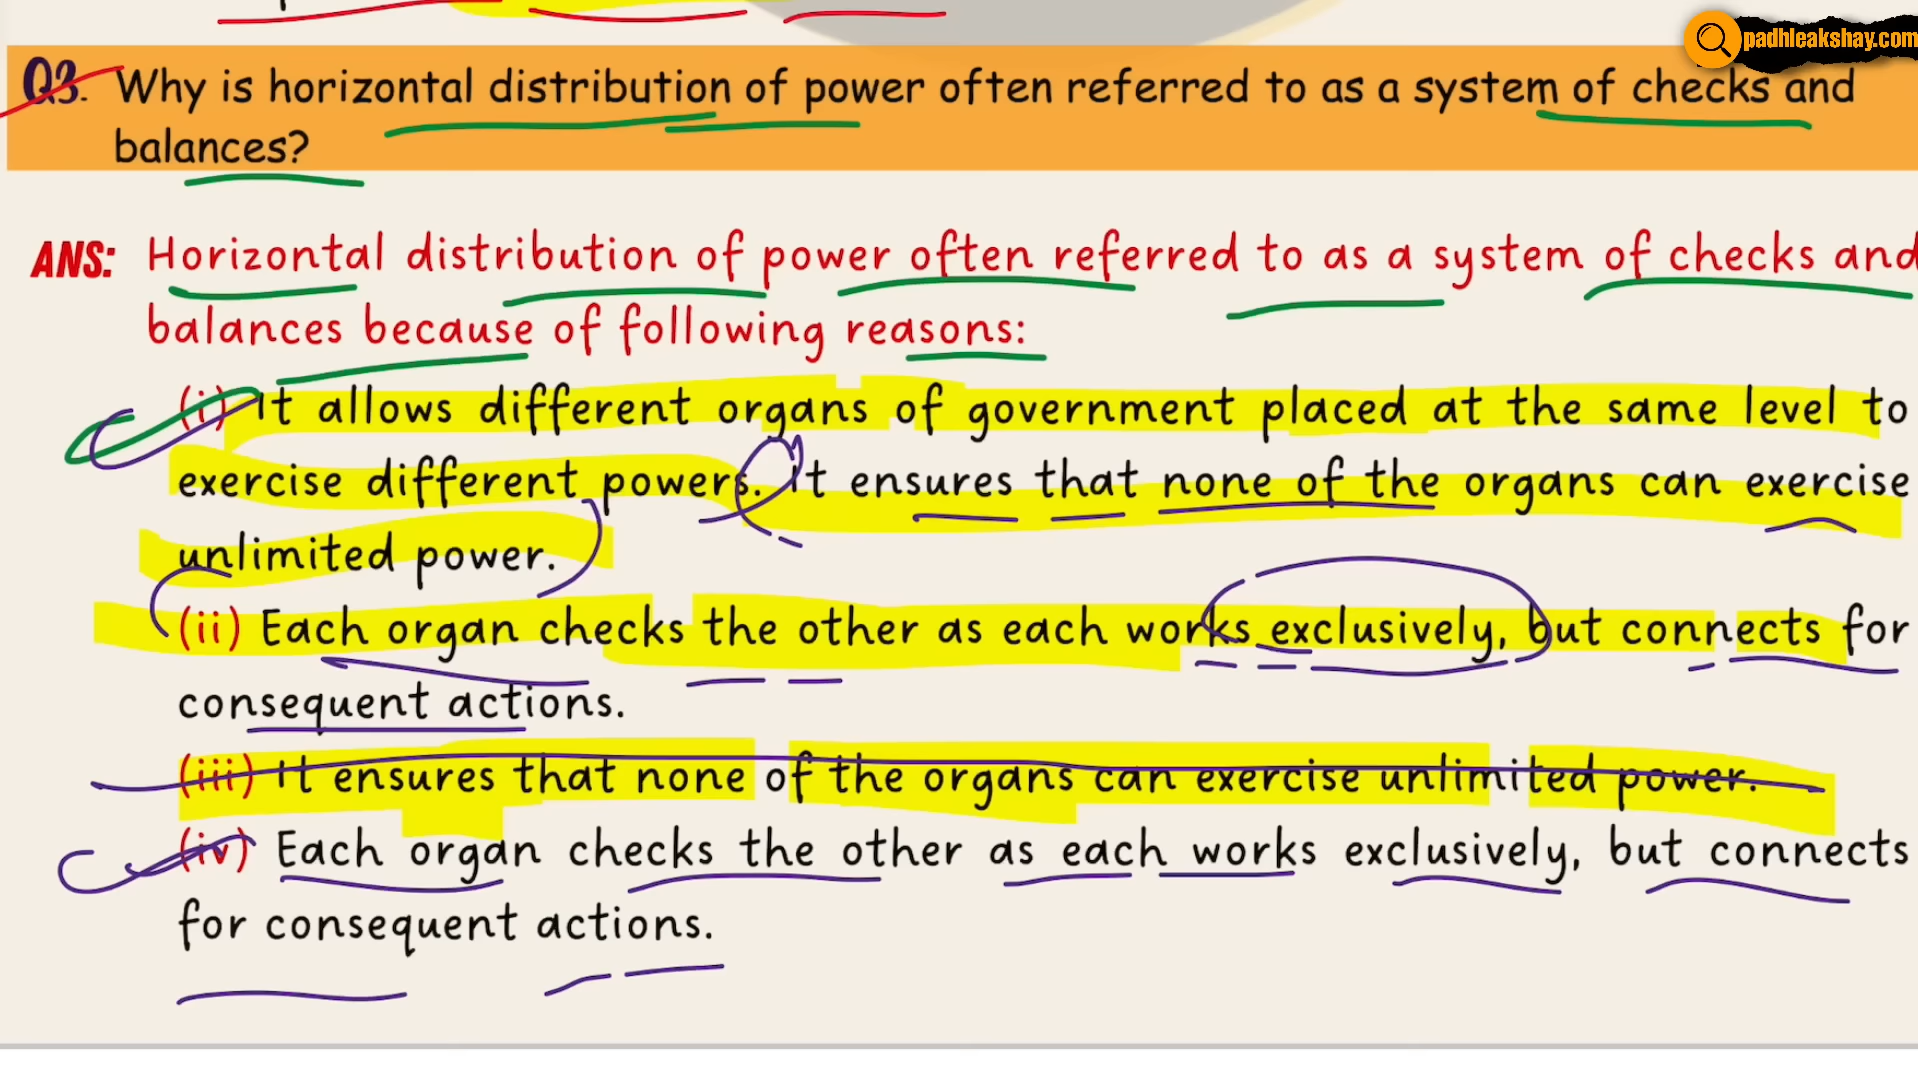 padhleakshay.com
Q3. Why is horizontal distribution of power often referred to as a system of checks and
balances?
ANS: Horizontal distribution of power often referred to as a system of checks and
balances because of following reasons:
(i) It allows different organs of government placed at the same level to
exercise different powers. It ensures that none of the organs can exercise
unlimited power.
(ii) Each organ checks the other as each works exclusively, but connects for
consequent actions.
(iii) It ensures that none of the organs can exercise unlimited power.
(iv) Each organ checks the other as each works exclusively, but connects
for consequent actions.